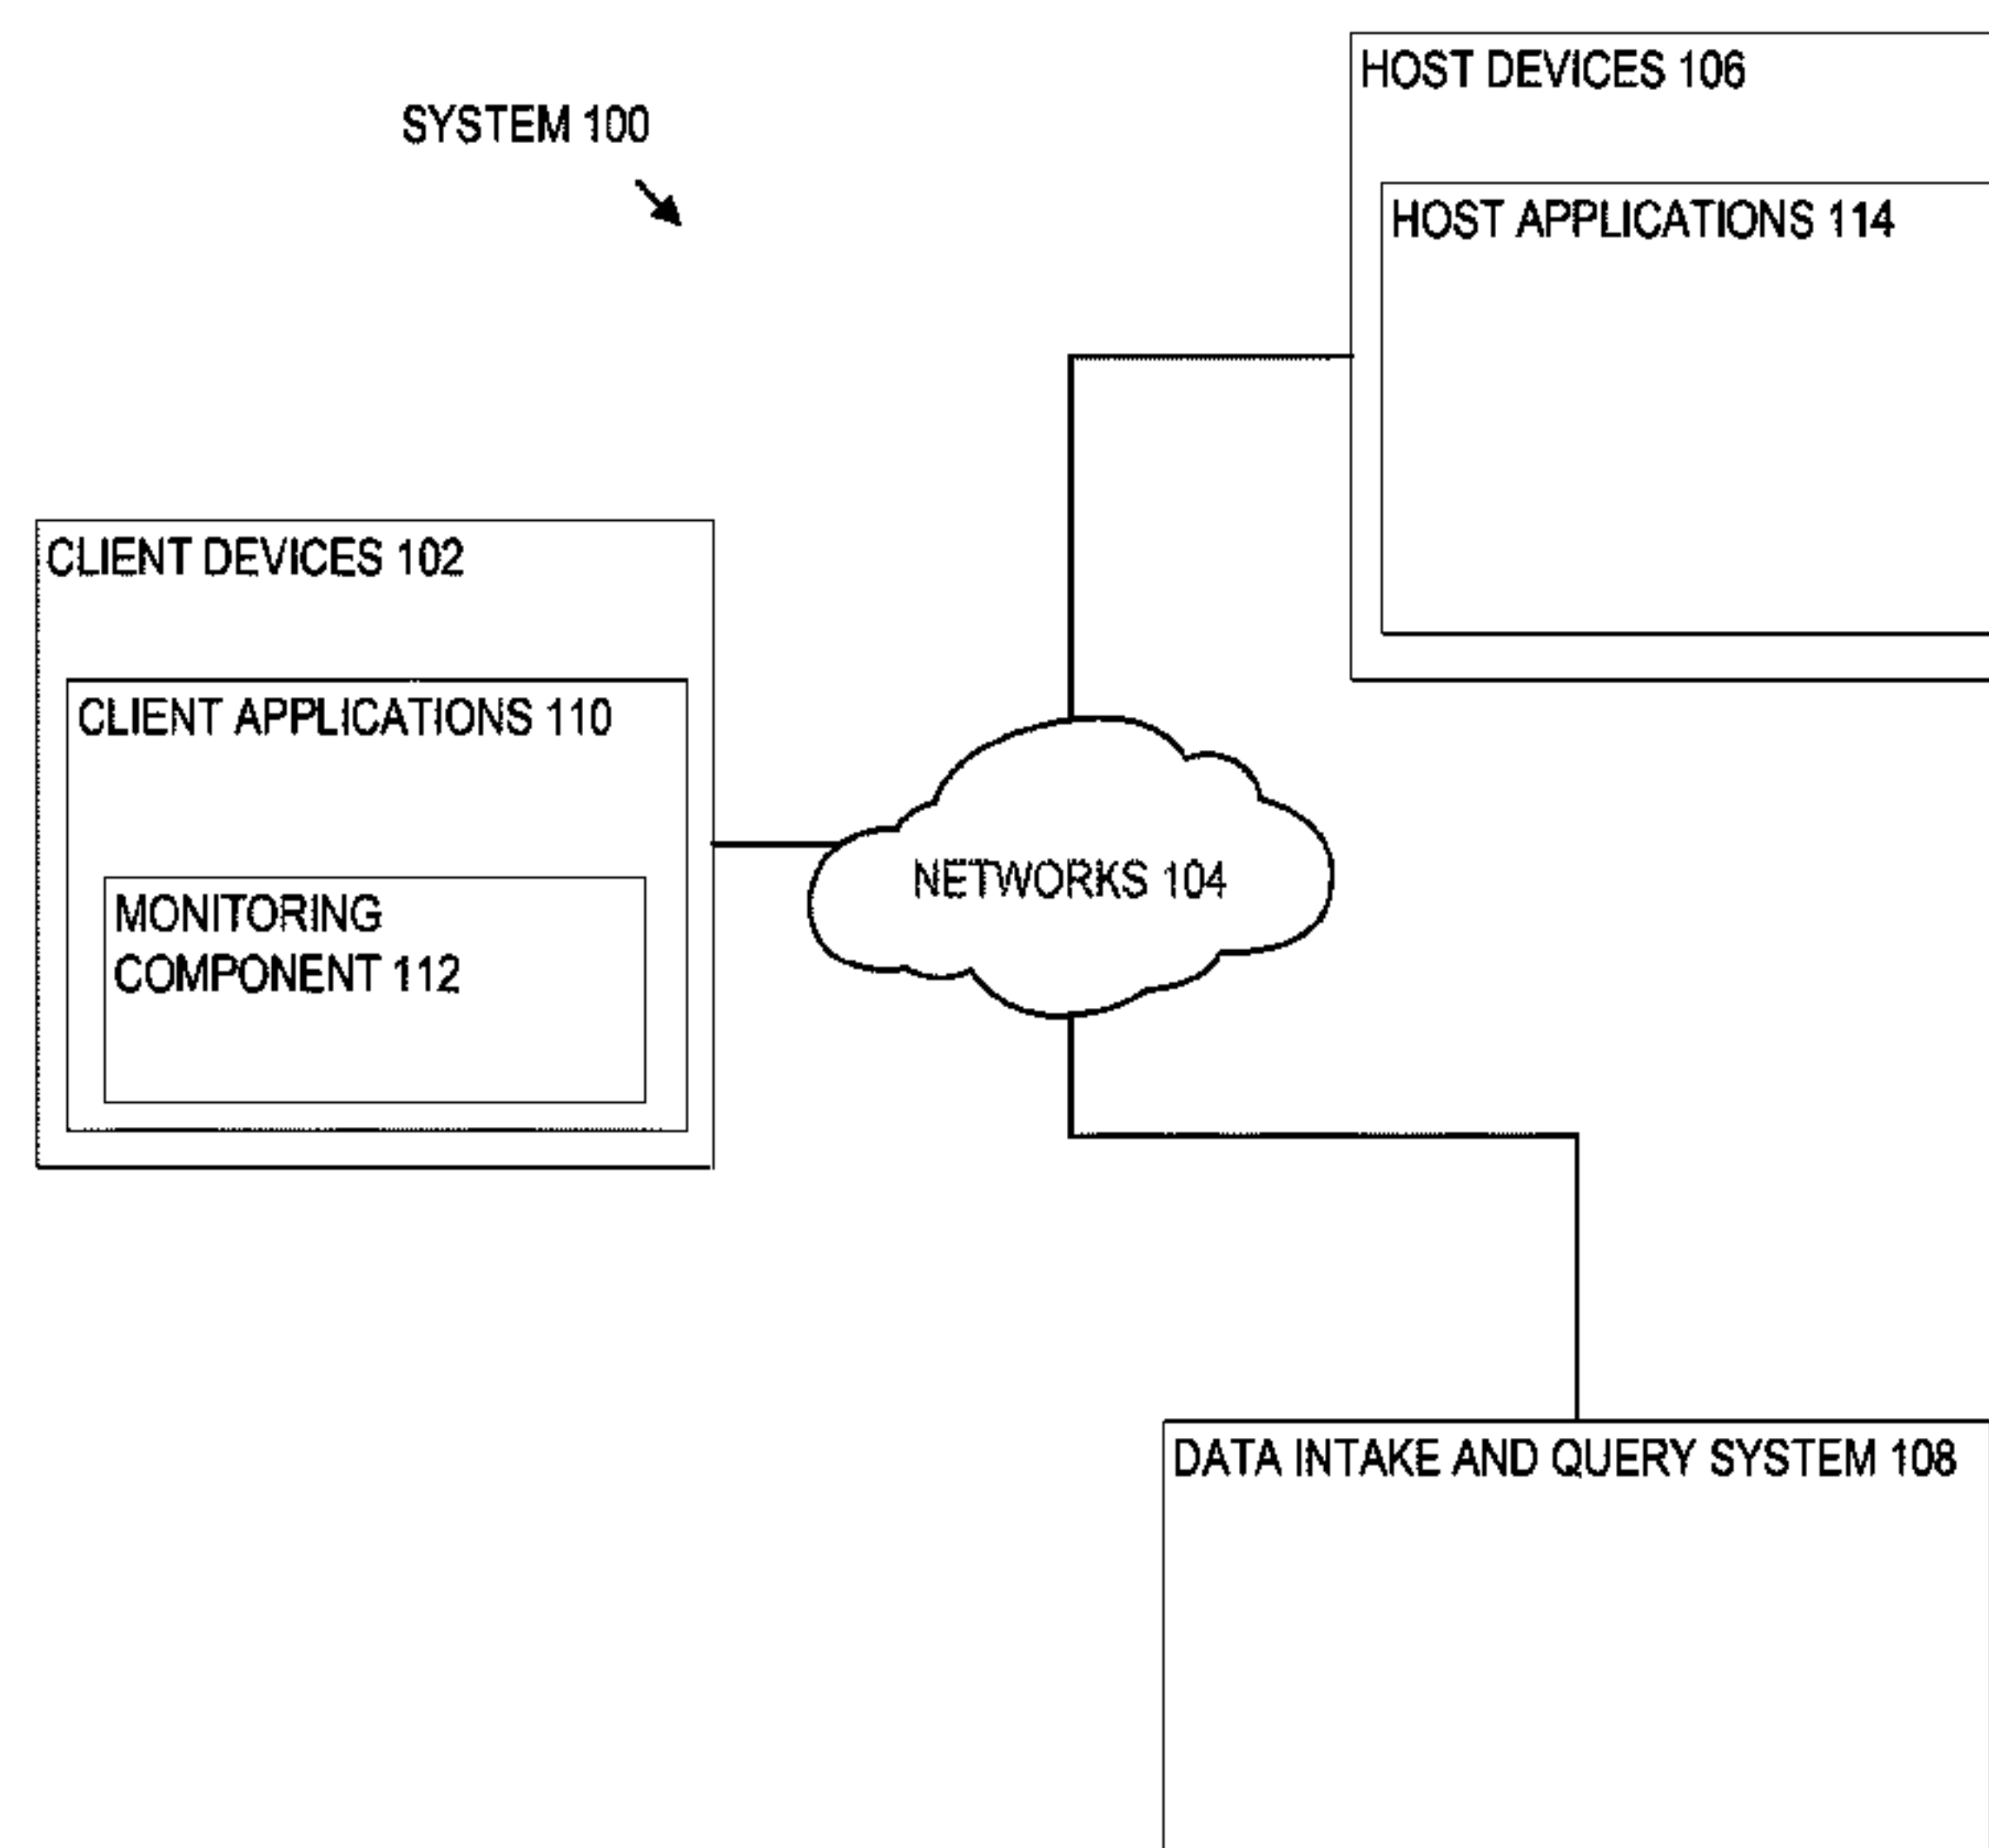 SYSTEM 100
HOST DEVICES 106
HOST APPLICATIONS 114
CLIENT DEVICES 102
CLIENT APPLICATIONS 110
MONITORING
COMPONENT 112
NETWORKS 104
DATA INTAKE AND QUERY SYSTEM 108